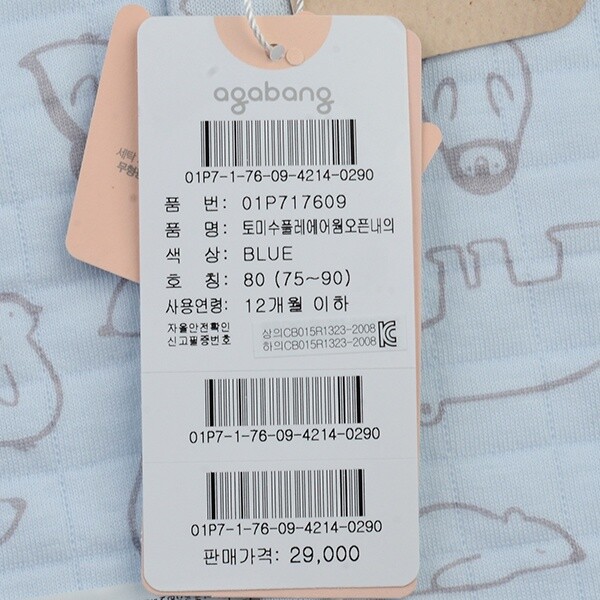 agabang
01P7-1-76-09-4214-0290
품 번: 01P717609
품 명: 토미수풀레에어웜오픈내의
색 상: BLUE
호 칭: 80 (75~90)
사용연령: 12개월 이하
자율안전확인
신고필증번호
상의CB015R1323-2008
하의CB015R1323-2008
01P7-1-76-09-4214-0290
01P7-1-76-09-4214-0290
판매가격: 29,000
세탁